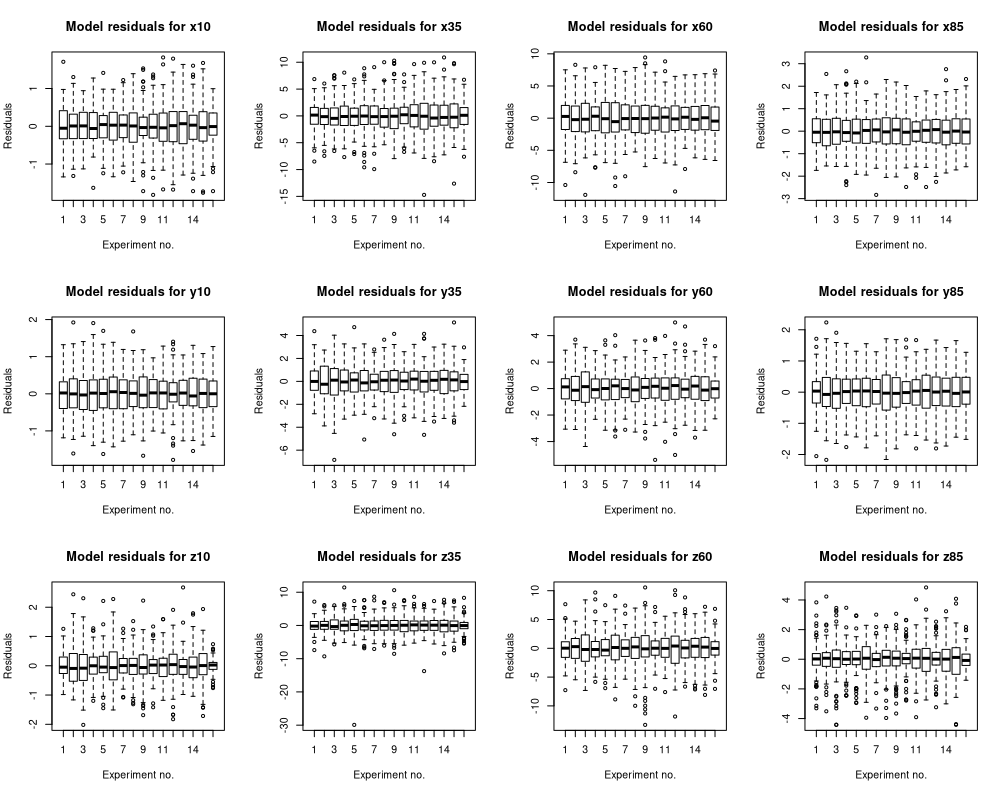 Model residuals for x10
Residuals
1
0
-1
1 3 5 7 9 11 14
Experiment no.
Model residuals for x35
Residuals
10
5
0
-5
-10
-15
1 3 5 7 9 11 14
Experiment no.
Model residuals for x60
Residuals
10
5
0
-5
-10
1 3 5 7 9 11 14
Experiment no.
Model residuals for x85
Residuals
3
2
1
0
-1
-2
-3
1 3 5 7 9 11 14
Experiment no.
Model residuals for y10
Residuals
2
1
0
-1
1 3 5 7 9 11 14
Experiment no.
Model residuals for y35
Residuals
4
2
0
-2
-4
-6
1 3 5 7 9 11 14
Experiment no.
Model residuals for y60
Residuals
4
2
0
-2
-4
1 3 5 7 9 11 14
Experiment no.
Model residuals for y85
Residuals
2
1
0
-1
-2
1 3 5 7 9 11 14
Experiment no.
Model residuals for z10
Residuals
2
1
0
-1
-2
1 3 5 7 9 11 14
Experiment no.
Model residuals for z35
Residuals
10
0
-10
-20
-30
1 3 5 7 9 11 14
Experiment no.
Model residuals for z60
Residuals
10
5
0
-5
-10
1 3 5 7 9 11 14
Experiment no.
Model residuals for z85
Residuals
4
2
0
-2
-4
1 3 5 7 9 11 14
Experiment no.